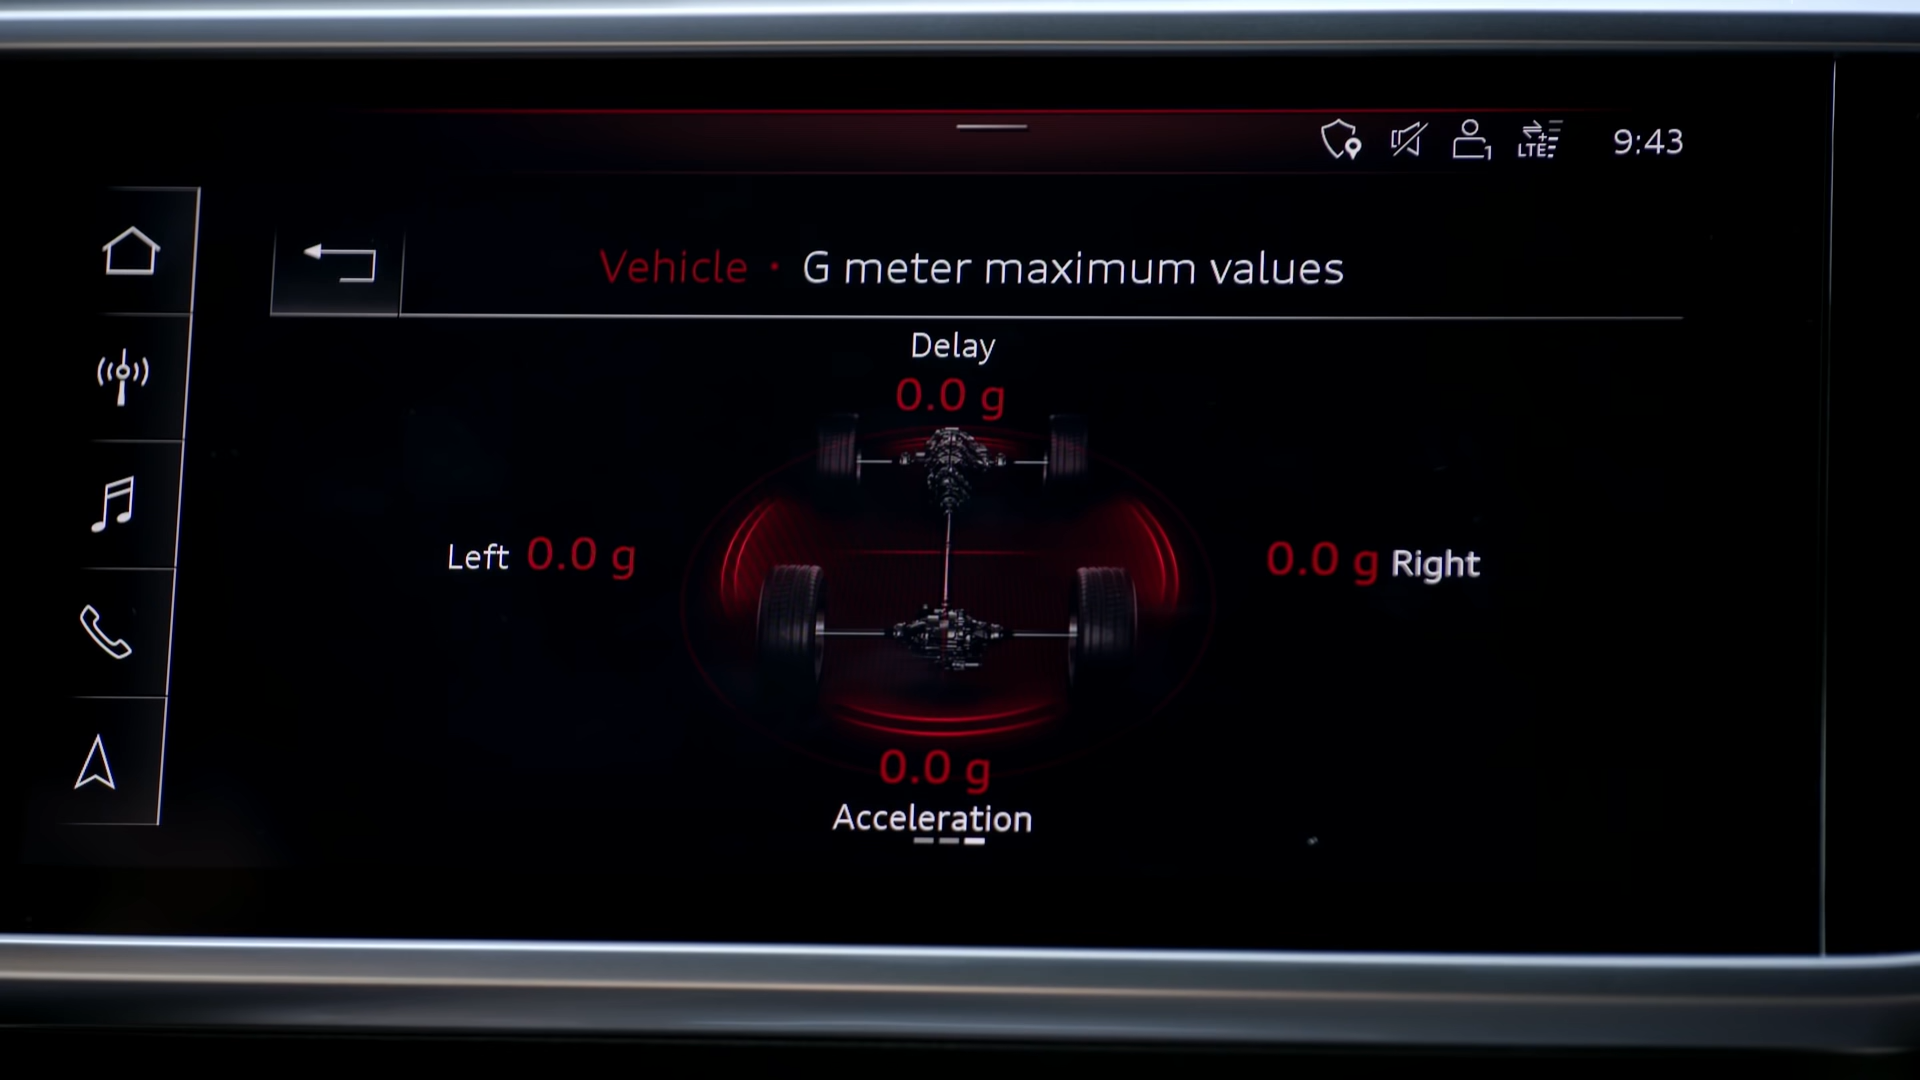 LTE
1
9:43
Vehicle · G meter maximum values
Delay
0.0 g
Left 0.0 g
0.0 g Right
0.0 g
Acceleration